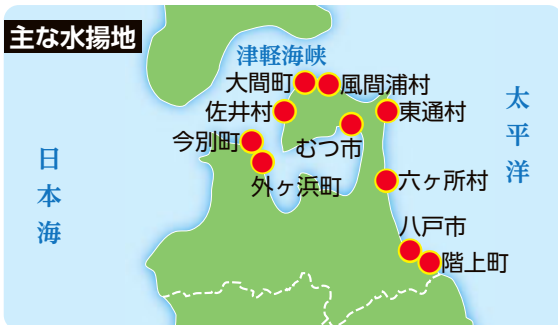 主な水揚地
津軽海峡
大間町
風間浦村
佐井村
東通村
今別町
むつ市
外ヶ浜町
六ヶ所村
八戸市
階上町
日本海
太平洋